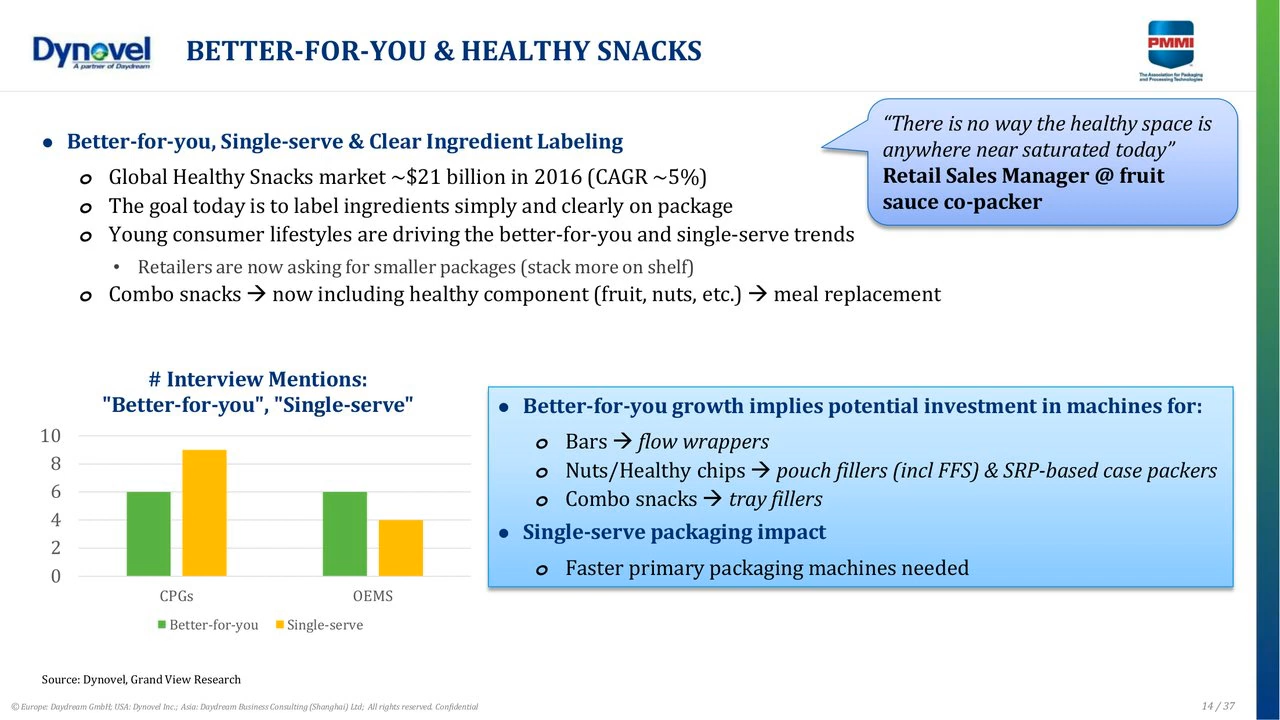 Dynovel
A partner of Daydream
BETTER-FOR-YOU & HEALTHY SNACKS
PMMI
The Association for Packaging
and Processing Technologies
● Better-for-you, Single-serve & Clear Ingredient Labeling
o Global Healthy Snacks market ~$21 billion in 2016 (CAGR ~5%)
o The goal today is to label ingredients simply and clearly on package
o Young consumer lifestyles are driving the better-for-you and single-serve trends
• Retailers are now asking for smaller packages (stack more on shelf)
o Combo snacks → now including healthy component (fruit, nuts, etc.) → meal replacement
“There is no way the healthy space is
anywhere near saturated today”
Retail Sales Manager @ fruit
sauce co-packer
# Interview Mentions:
"Better-for-you", "Single-serve"
10
8
6
4
2
0
CPGs OEMS
Better-for-you Single-serve
● Better-for-you growth implies potential investment in machines for:
o Bars → flow wrappers
o Nuts/Healthy chips → pouch fillers (incl FFS) & SRP-based case packers
o Combo snacks → tray fillers
● Single-serve packaging impact
o Faster primary packaging machines needed
Source: Dynovel, Grand View Research
© Europe: Daydream GmbH; USA: Dynovel Inc.; Asia: Daydream Business Consulting (Shanghai) Ltd; All rights reserved. Confidential
14 / 37